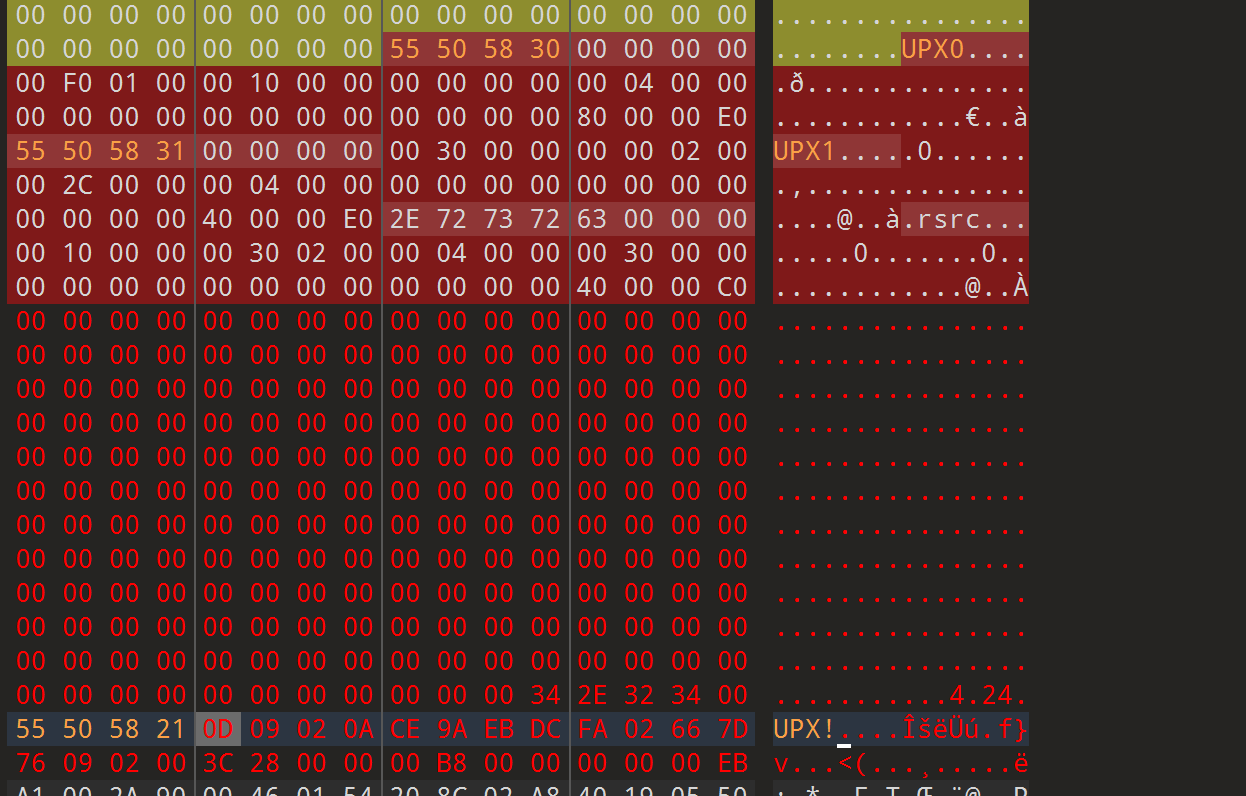 00 00 00 00 00 00 00 00 00 00 00 00 00 00 00 00 ................
00 00 00 00 00 00 00 00 55 50 58 30 00 00 00 00 ........UPX0....
00 F0 01 00 00 10 00 00 00 00 00 00 00 04 00 00 .ð..............
00 00 00 00 00 00 00 00 00 00 00 00 80 00 00 E0 ............€..à
55 50 58 31 00 00 00 00 00 30 00 00 00 00 02 00 UPX1.....0......
00 2C 00 00 00 04 00 00 00 00 00 00 00 00 00 00 .,..............
00 00 00 00 40 00 00 E0 2E 72 73 72 63 00 00 00 ....@..à.rsrc...
00 10 00 00 00 30 02 00 00 04 00 00 00 30 00 00 .....0.......0..
00 00 00 00 00 00 00 00 00 00 00 00 40 00 00 C0 ............@..À
00 00 00 00 00 00 00 00 00 00 00 00 00 00 00 00 ................
00 00 00 00 00 00 00 00 00 00 00 00 00 00 00 00 ................
00 00 00 00 00 00 00 00 00 00 00 00 00 00 00 00 ................
00 00 00 00 00 00 00 00 00 00 00 00 00 00 00 00 ................
00 00 00 00 00 00 00 00 00 00 00 00 00 00 00 00 ................
00 00 00 00 00 00 00 00 00 00 00 00 00 00 00 00 ................
00 00 00 00 00 00 00 00 00 00 00 00 00 00 00 00 ................
00 00 00 00 00 00 00 00 00 00 00 00 00 00 00 00 ................
00 00 00 00 00 00 00 00 00 00 00 00 00 00 00 00 ................
00 00 00 00 00 00 00 00 00 00 00 00 00 00 00 00 ................
00 00 00 00 00 00 00 00 00 00 00 00 00 00 00 00 ................
00 00 00 00 00 00 00 00 00 00 00 34 2E 32 34 00 ...........4.24.
55 50 58 21 0D 09 02 0A CE 9A EB DC FA 02 66 7D UPX!....ÎšëÜú.f}
76 09 02 00 3C 28 00 00 00 B8 00 00 00 00 00 EB v...<(...¸.....ë
A1 00 2A 90 00 46 01 54 20 8C 02 A8 40 19 05 50